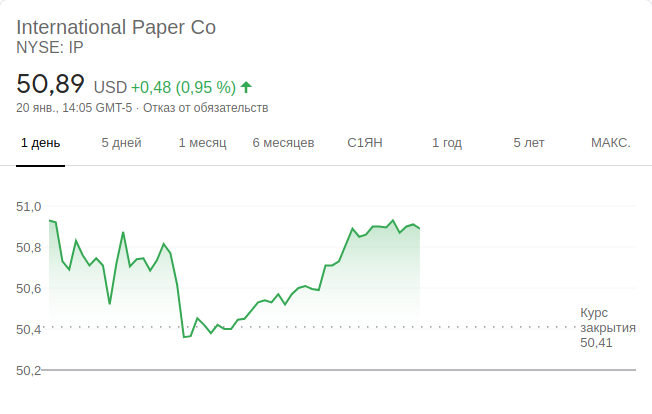 International Paper Co
NYSE: IP
50,89 USD +0,48 (0,95 %)
20 янв., 14:05 GMT-5 · Отказ от обязательств
1 день 5 дней 1 месяц 6 месяцев С1ЯН 1 год 5 лет МАКС.
51,0
50,8
50,6
50,4
50,2
Курс
закрытия
50,41